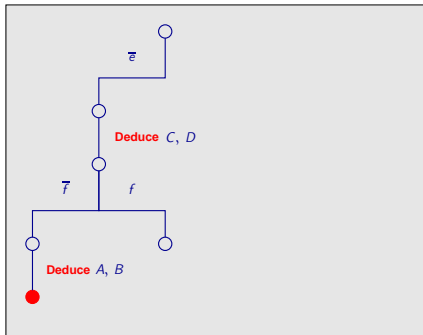 e̅
Deduce C, D
f̅ f
Deduce A, B